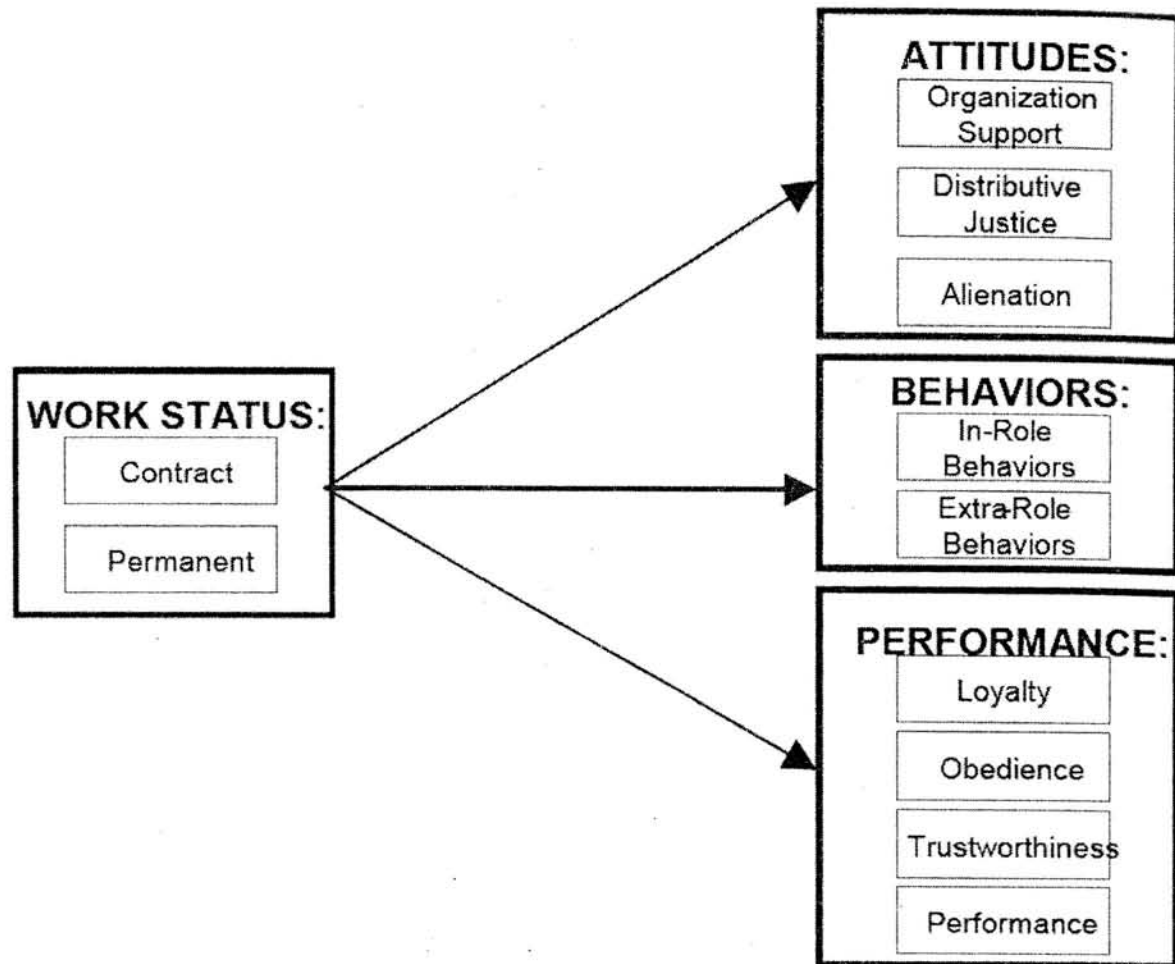 WORK STATUS:
Contract
Permanent
ATTITUDES:
Organization
Support
Distributive
Justice
Alienation
BEHAVIORS:
In-Role
Behaviors
Extra-Role
Behaviors
PERFORMANCE:
Loyalty
Obedience
Trustworthiness
Performance